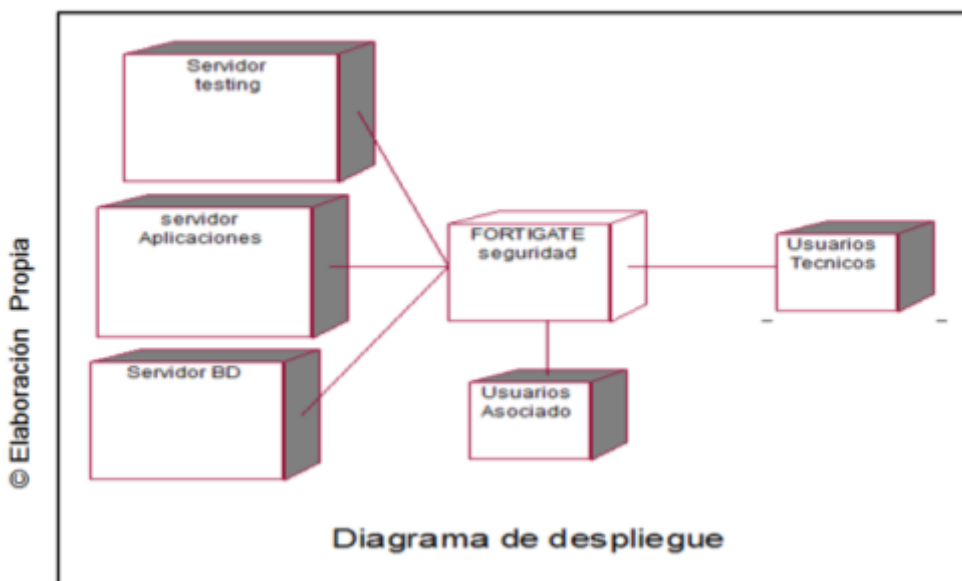 Servidor
testing
servidor
Aplicaciones
Servidor BD
FORTIGATE
seguridad
Usuarios
Tecnicos
Usuarios
Asociado
Diagrama de despliegue
© Elaboración Propia